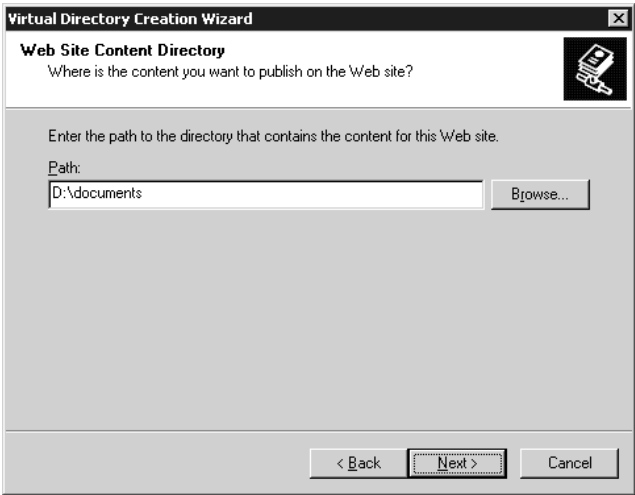 Virtual Directory Creation Wizard
Web Site Content Directory
Where is the content you want to publish on the Web site?
Enter the path to the directory that contains the content for this Web site.
Path:
D:\documents
Browse...
< Back
Next >
Cancel